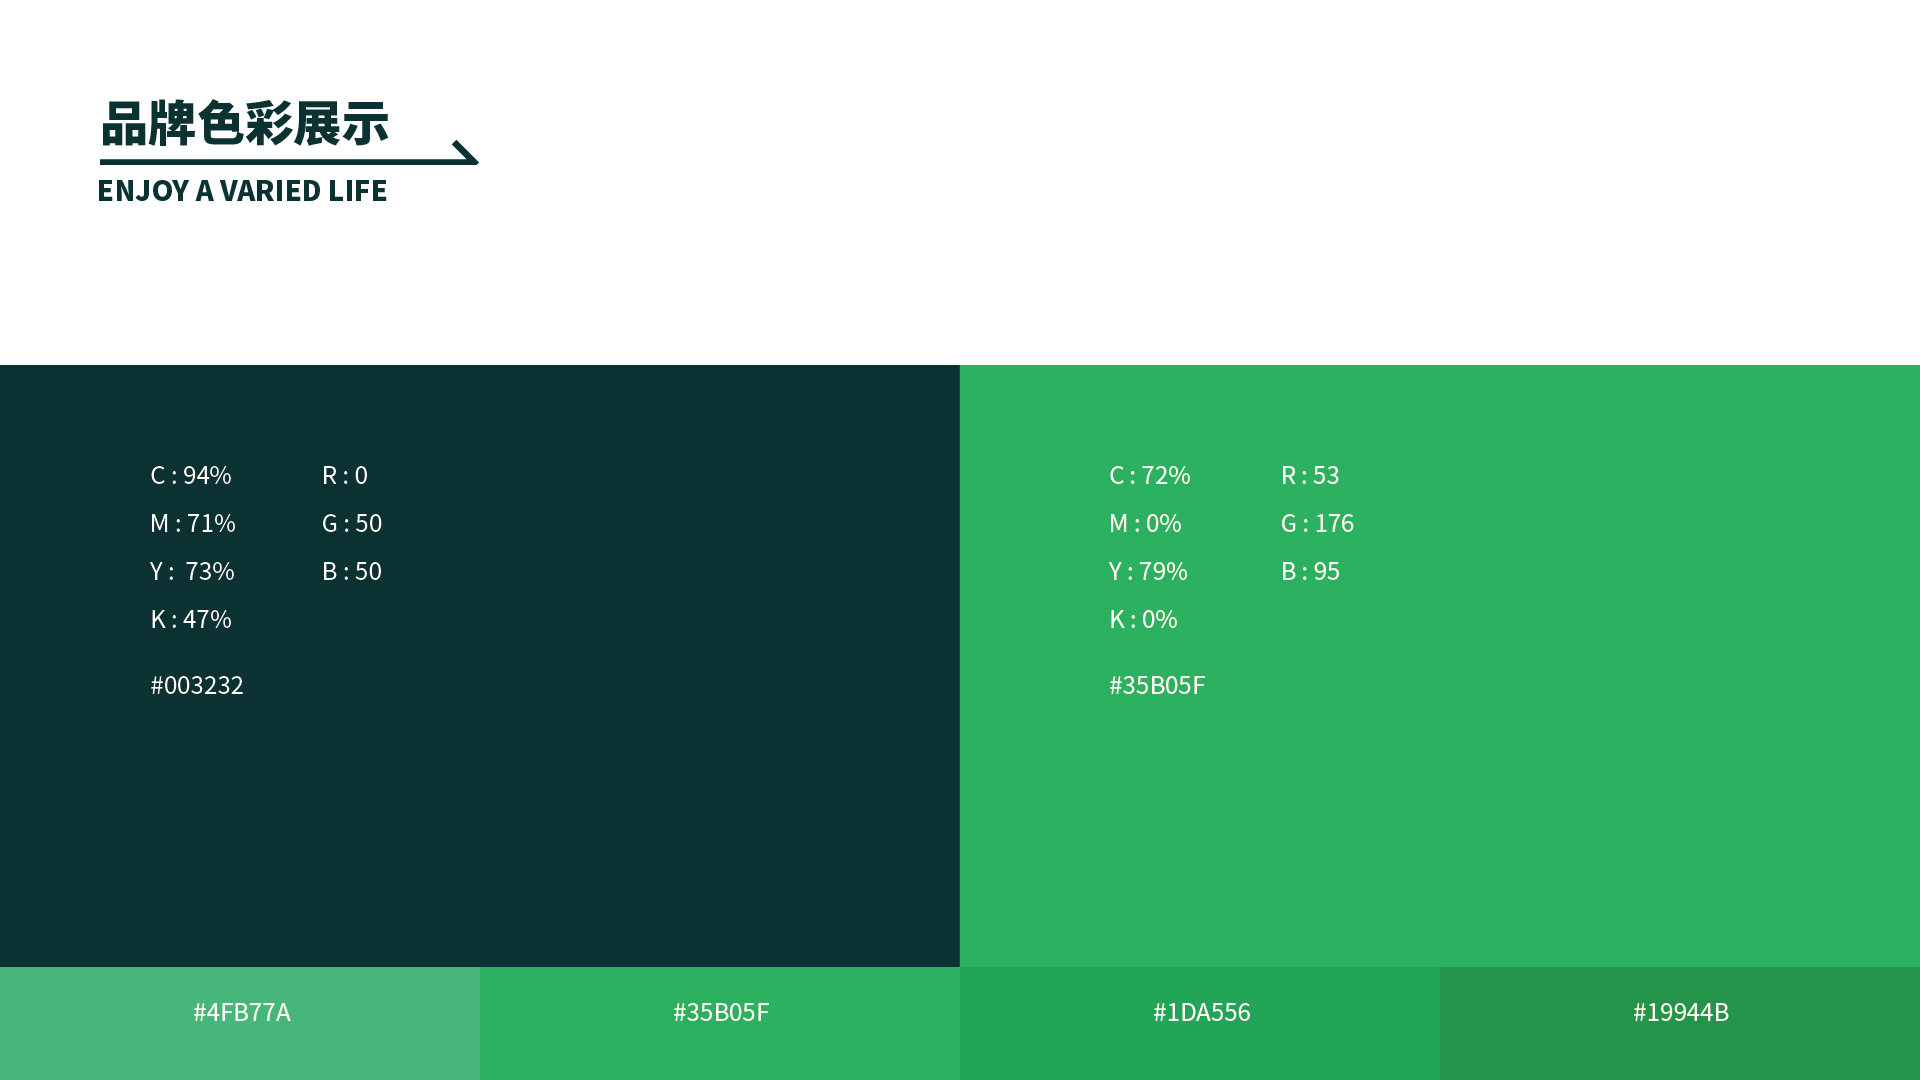 品牌色彩展示
ENJOY A VARIED LIFE
C : 94%
M : 71%
Y :  73%
K : 47%
R : 0
G : 50
B : 50
#003232
C : 72%
M : 0%
Y : 79%
K : 0%
R : 53
G : 176
B : 95
#35B05F
#4FB77A
#35B05F
#1DA556
#19944B